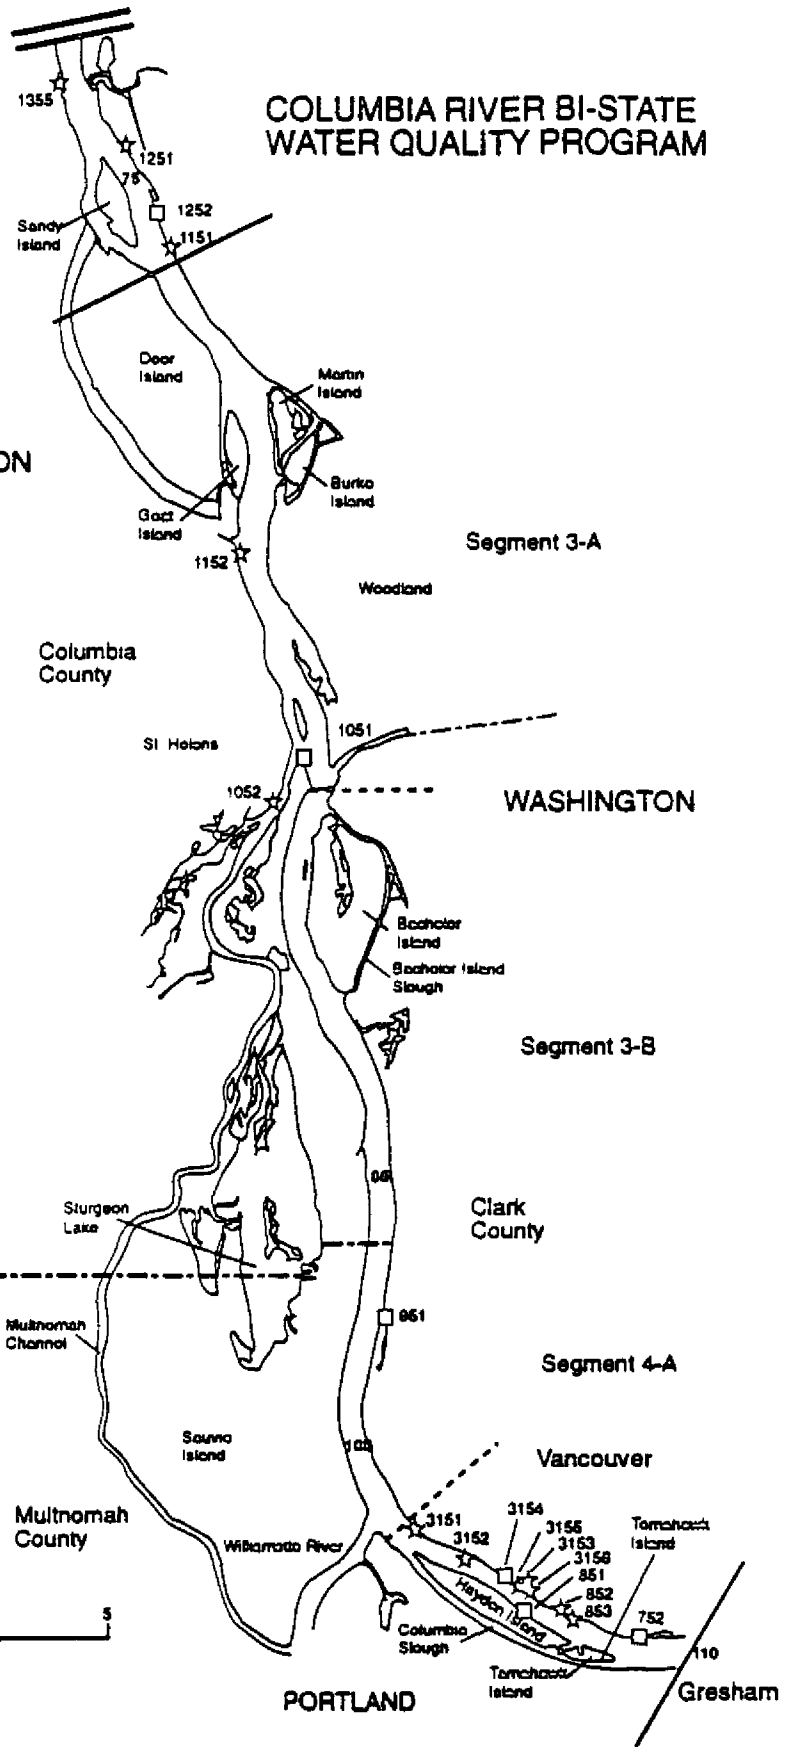 COLUMBIA RIVER BI-STATE
WATER QUALITY PROGRAM
1355
1251
75
1252
1151
Sandy
Island
Deer
Island
Martin
Island
ON
Burke
Island
Goat
Island
Segment 3-A
1152
Woodland
Columbia
County
1051
St Helens
1052
WASHINGTON
Bachelor
Island
Bachelor Island
Slough
Segment 3-B
Sturgeon
Lake
Clark
County
Multnomah
Channel
Segment 4-A
Sauvie
Island
100
Vancouver
Multnomah
County
Willamette River
3151
3152
3154
3155
3153
3156
851
852
853
752
Tomahawk
Island
Hayden Island
Columbia
Slough
Tomahawk
Island
110
5
PORTLAND
Gresham